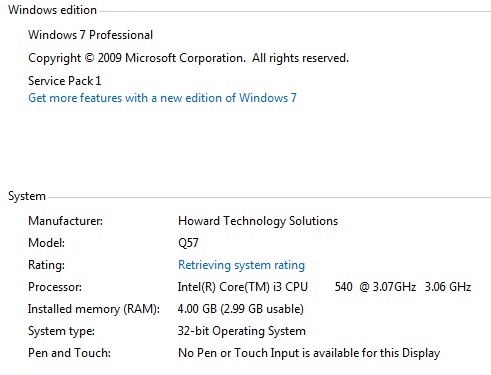 Windows edition
Windows 7 Professional
Copyright © 2009 Microsoft Corporation. All rights reserved.
Service Pack 1
Get more features with a new edition of Windows 7
System
Manufacturer: Howard Technology Solutions
Model: Q57
Rating: Retrieving system rating
Processor: Intel(R) Core(TM) i3 CPU 540 @ 3.07GHz 3.06 GHz
Installed memory (RAM): 4.00 GB (2.99 GB usable)
System type: 32-bit Operating System
Pen and Touch: No Pen or Touch Input is available for this Display